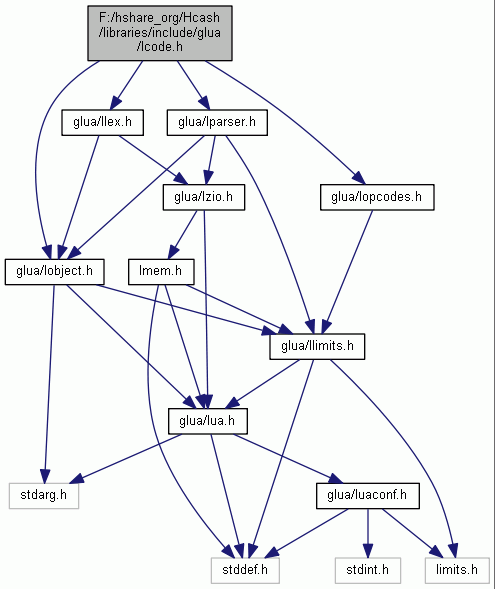 F:/hshare_org/Hcash
/libraries/include/glua
/lcode.h
glua/llex.h
glua/lparser.h
glua/lzio.h
glua/lopcodes.h
glua/lobject.h
lmem.h
glua/llimits.h
glua/lua.h
stdarg.h
glua/luaconf.h
stddef.h
stdint.h
limits.h